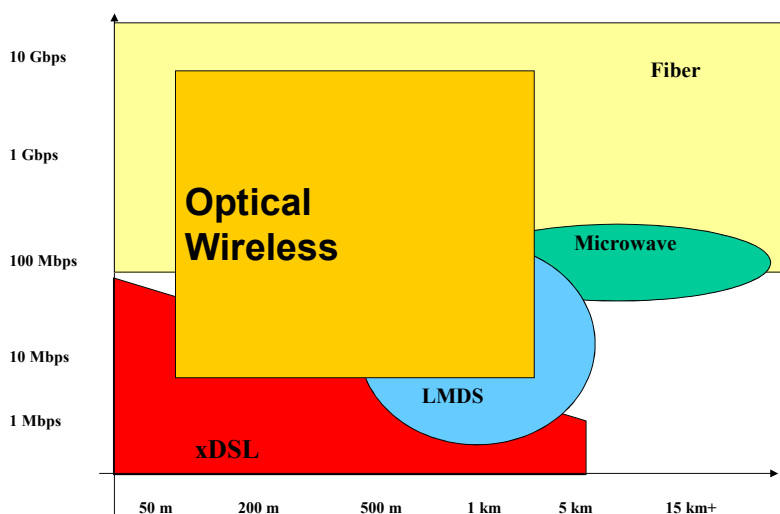 10 Gbps
Fiber
1 Gbps
Optical
Wireless
Microwave
100 Mbps
10 Mbps
LMDS
1 Mbps
xDSL
50 m 200 m 500 m 1 km 5 km 15 km+